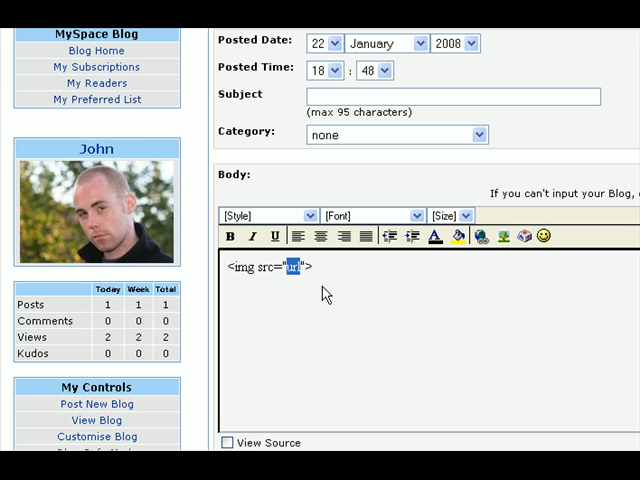 MySpace Blog
Blog Home
My Subscriptions
My Readers
My Preferred List
John
Today Week Total
Posts 1 1 1
Comments 0 0 0
Views 2 2 2
Kudos 0 0 0
My Controls
Post New Blog
View Blog
Customise Blog
Posted Date: 22 January 2008
Posted Time: 18 : 48
Subject
(max 95 characters)
Category: none
Body:
If you can't input your Blog,
[Style] [Font] [Size]
B I U A
<img src="url">
View Source